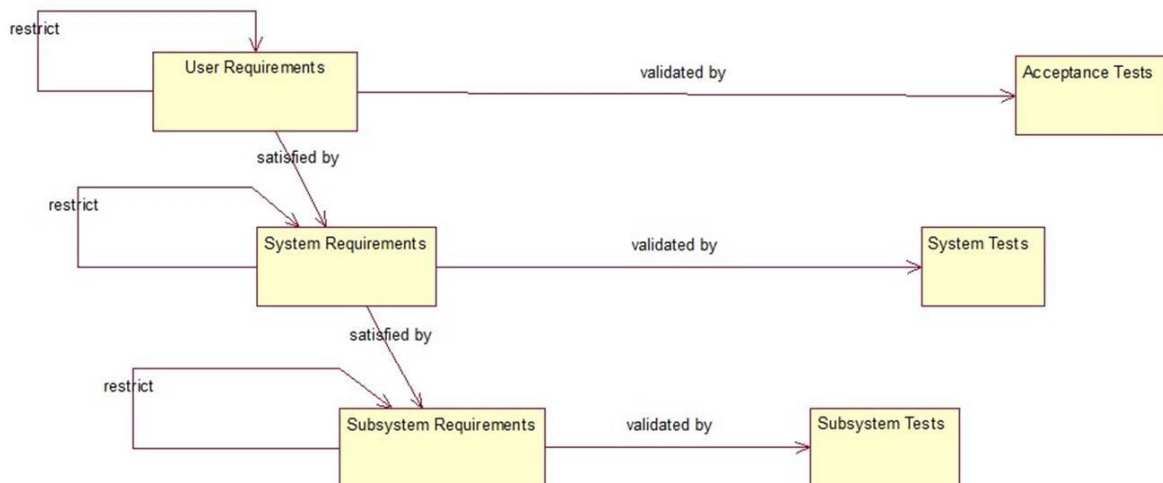 restrict
User Requirements
validated by
Acceptance Tests
satisfied by
restrict
System Requirements
validated by
System Tests
satisfied by
restrict
Subsystem Requirements
validated by
Subsystem Tests